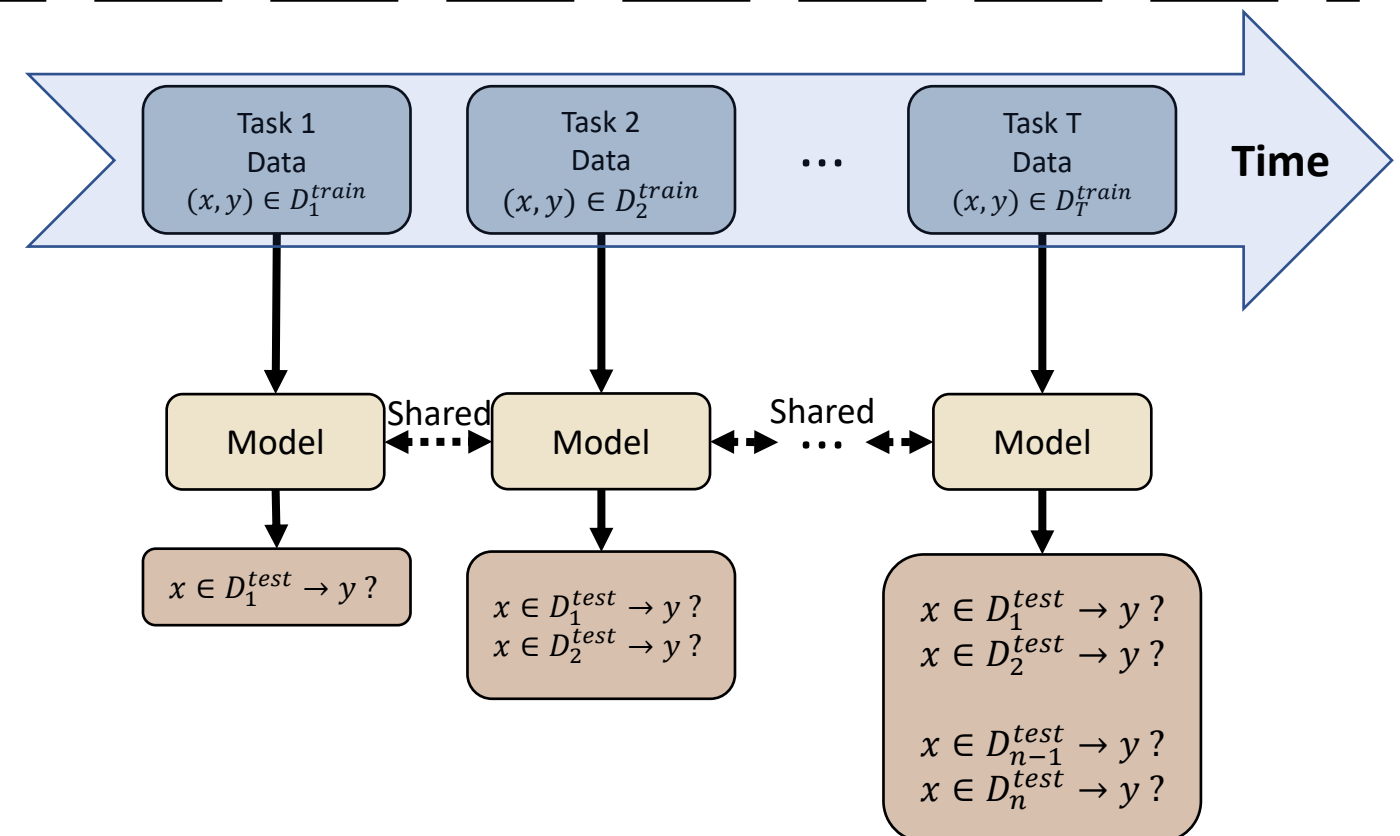 Task 1
Data
(x, y) ∈ D_1^{train}
Task 2
Data
(x, y) ∈ D_2^{train}
...
Task T
Data
(x, y) ∈ D_T^{train}
Time
Model
Shared
Model
Shared
...
Model
x ∈ D_1^{test} → y ?
x ∈ D_1^{test} → y ?
x ∈ D_2^{test} → y ?
x ∈ D_1^{test} → y ?
x ∈ D_2^{test} → y ?
x ∈ D_{n−1}^{test} → y ?
x ∈ D_n^{test} → y ?